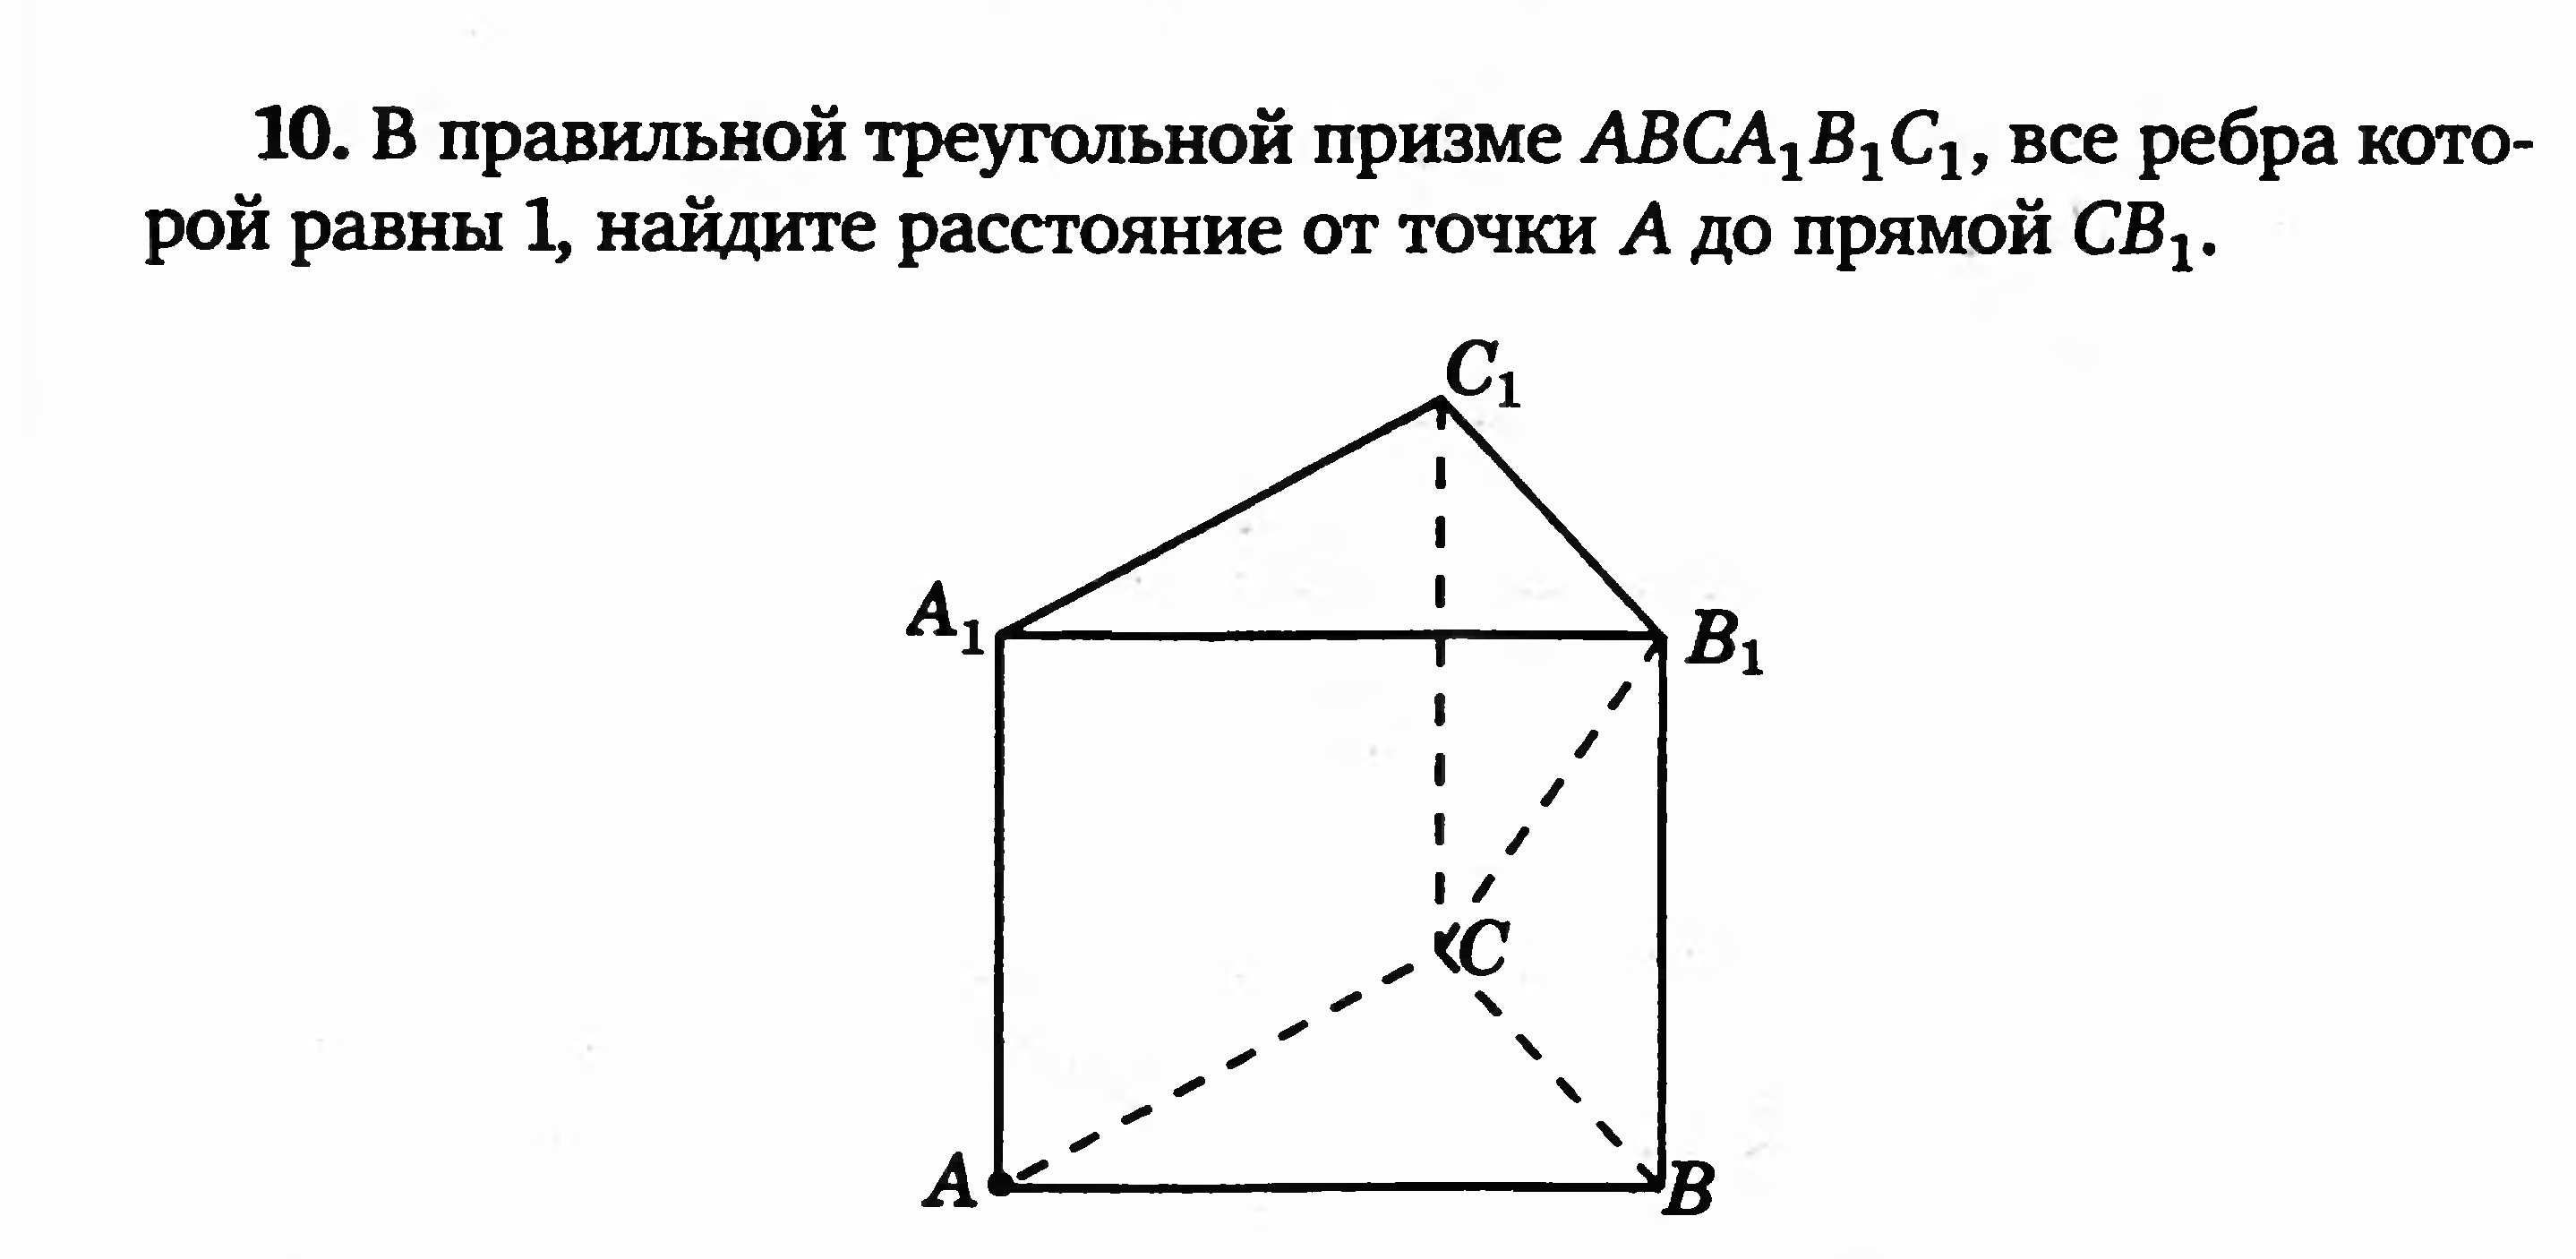 10. В правильной треугольной призме ABCA₁B₁C₁, все ребра кото-
рой равны 1, найдите расстояние от точки A до прямой CB₁.
C₁
A₁
B₁
C
A
B